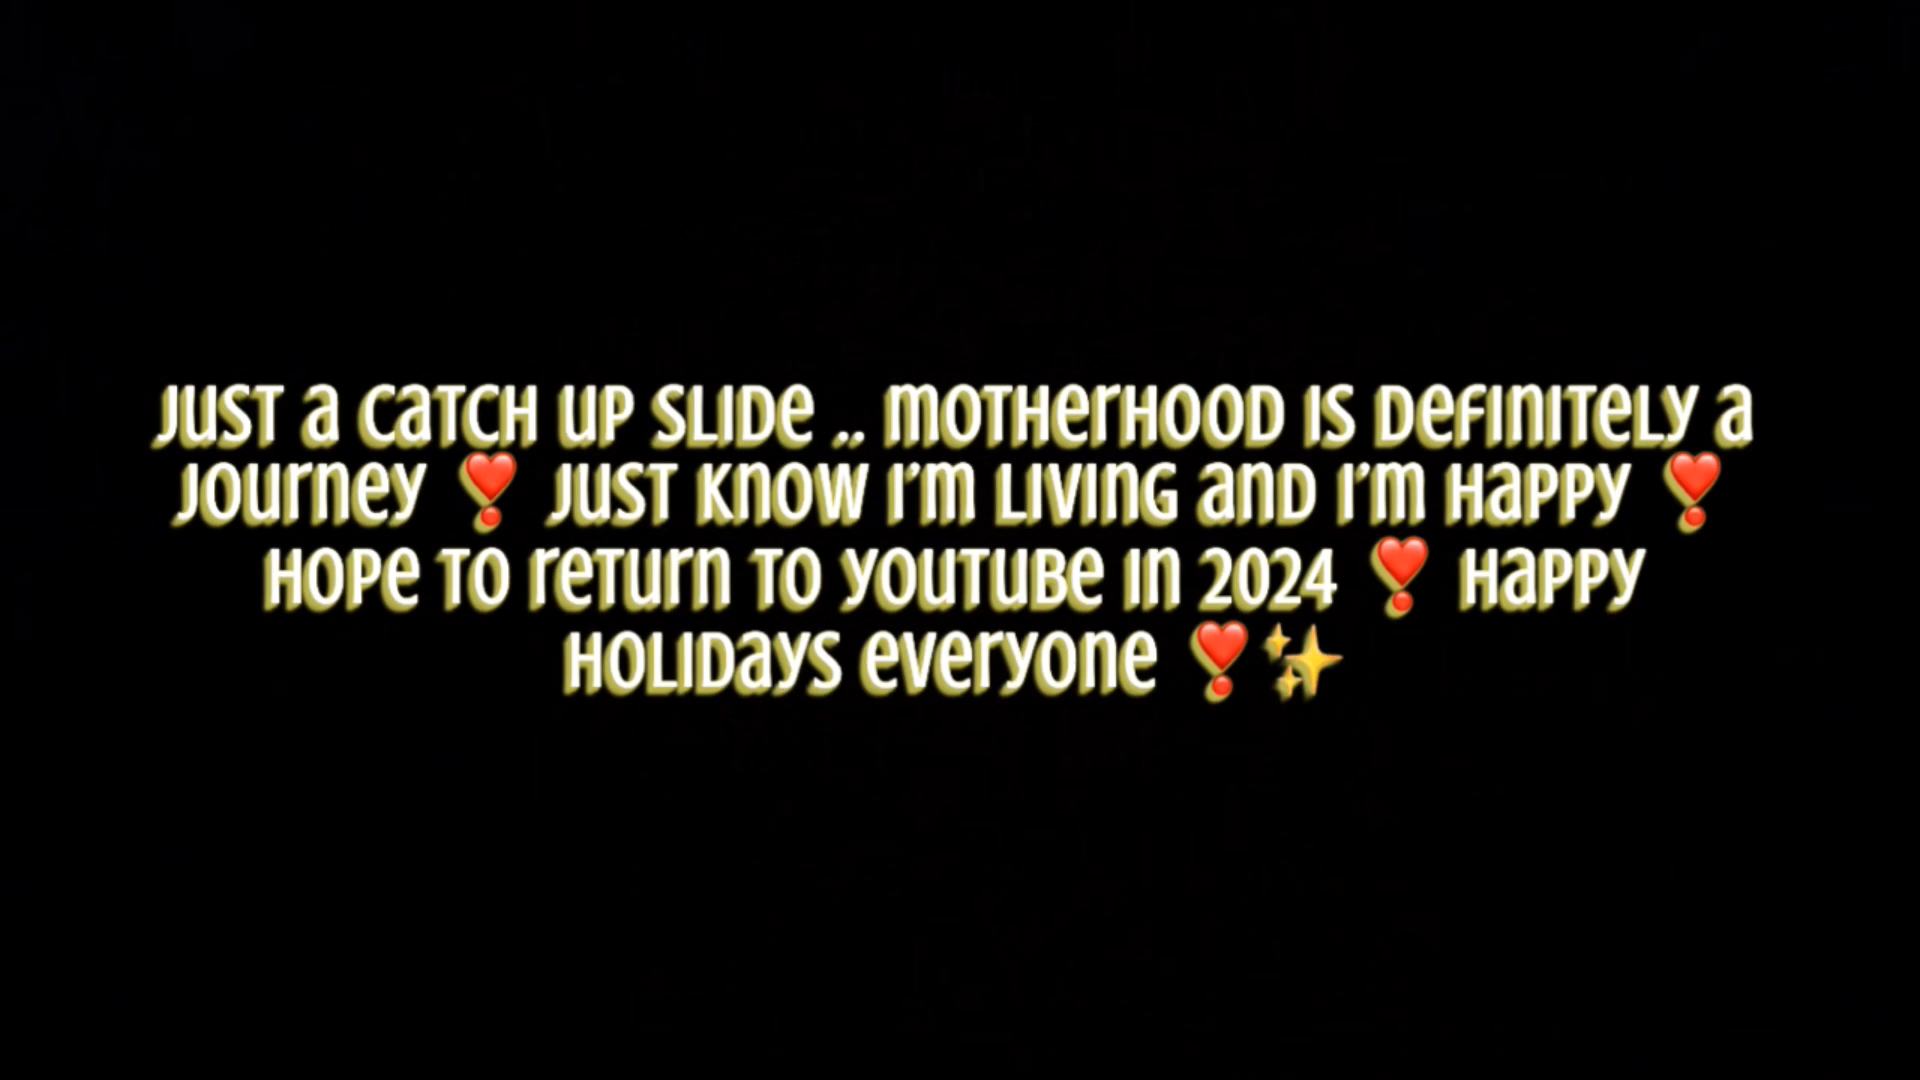 Just a catch up slide .. motherhood is definitely a
journey ❣️ just know I’m living and I’m happy ❣️
hope to return to youtube in 2024 ❣️ happy
holidays everyone ❣️✨